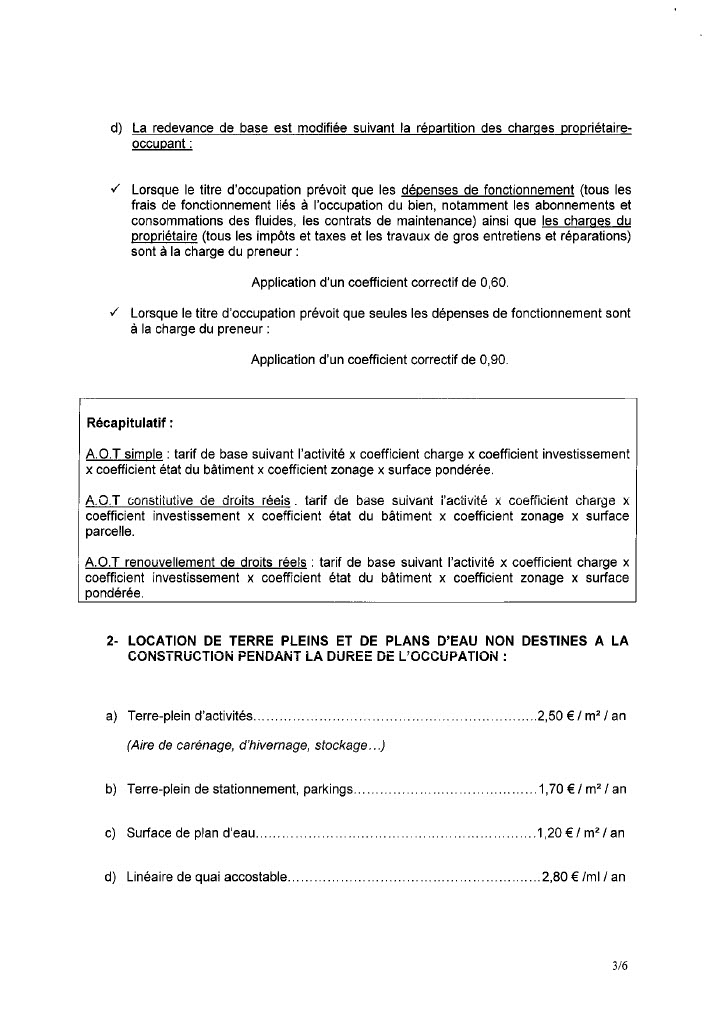 d) La redevance de base est modifiée suivant la répartition des charges propriétaire-
occupant :
✓ Lorsque le titre d'occupation prévoit que les dépenses de fonctionnement (tous les
frais de fonctionnement liés à l'occupation du bien, notamment les abonnements et
consommations des fluides, les contrats de maintenance) ainsi que les charges du
propriétaire (tous les impôts et taxes et les travaux de gros entretiens et réparations)
sont à la charge du preneur :
Application d'un coefficient correctif de 0,60.
✓ Lorsque le titre d'occupation prévoit que seules les dépenses de fonctionnement sont
à la charge du preneur :
Application d'un coefficient correctif de 0,90.
Récapitulatif :
A.O.T simple : tarif de base suivant l'activité x coefficient charge x coefficient investissement
x coefficient état du bâtiment x coefficient zonage x surface pondérée.
A.O.T constitutive de droits réels : tarif de base suivant l'activité x coefficient charge x
coefficient investissement x coefficient état du bâtiment x coefficient zonage x surface
parcelle.
A.O.T renouvellement de droits réels : tarif de base suivant l'activité x coefficient charge x
coefficient investissement x coefficient état du bâtiment x coefficient zonage x surface
pondérée.
2- LOCATION DE TERRE PLEINS ET DE PLANS D'EAU NON DESTINES A LA
CONSTRUCTION PENDANT LA DUREE DE L'OCCUPATION :
a) Terre-plein d'activités.................................................................2,50 € / m² / an
(Aire de carénage, d'hivernage, stockage…)
b) Terre-plein de stationnement, parkings..........................................1,70 € / m² / an
c) Surface de plan d'eau................................................................1,20 € / m² / an
d) Linéaire de quai accostable..........................................................2,80 € /ml / an
3/6